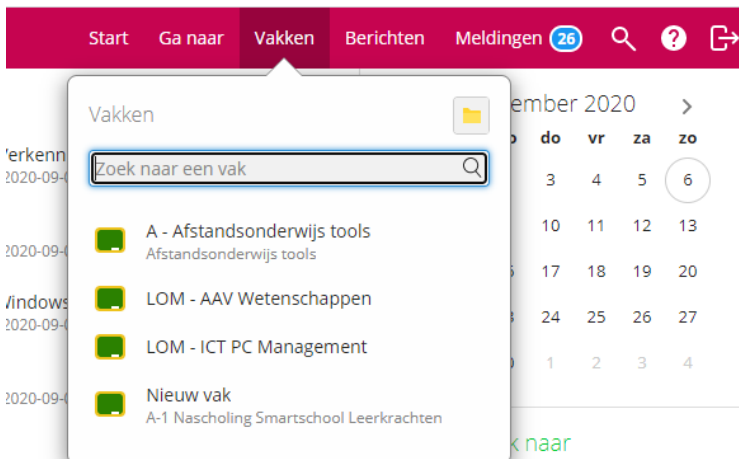 Start Ga naar Vakken Berichten Meldingen 26
Vakken
Zoek naar een vak
A - Afstandsonderwijs tools
Afstandsonderwijs tools
LOM - AAV Wetenschappen
LOM - ICT PC Management
Nieuw vak
A-1 Nascholing Smartschool Leerkrachten
2020
do vr za zo
3 4 5 6
10 11 12 13
17 18 19 20
24 25 26 27
1 2 3 4
naar